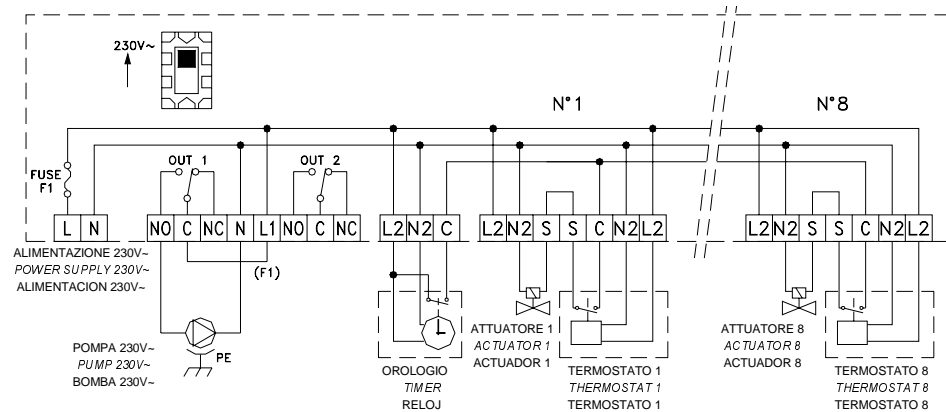 230V~
N°1
N°8
OUT 1
OUT 2
FUSE
F1
L N
NO C NC N L1 NO C NC
L2 N2 C
L2 N2 S S C N2 L2
L2 N2 S S C N2 L2
(F1)
ALIMENTAZIONE 230V~
POWER SUPPLY 230V~
ALIMENTACION 230V~
POMPA 230V~
PUMP 230V~
BOMBA 230V~
PE
OROLOGIO
TIMER
RELOJ
ATTUATORE 1
ACTUATOR 1
ACTUADOR 1
TERMOSTATO 1
THERMOSTAT 1
TERMOSTATO 1
ATTUATORE 8
ACTUATOR 8
ACTUADOR 8
TERMOSTATO 8
THERMOSTAT 8
TERMOSTATO 8